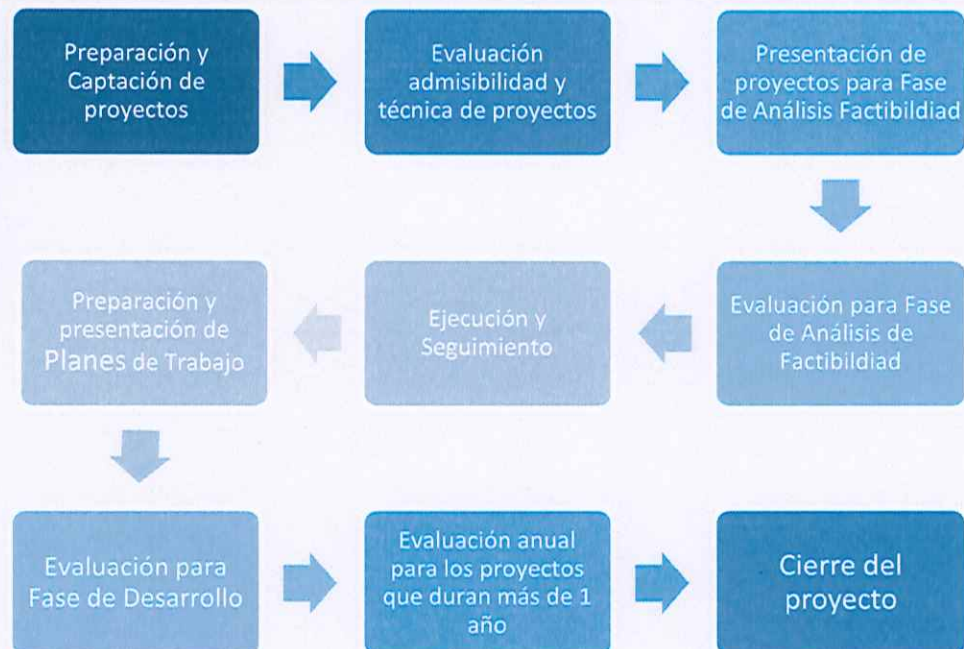 Preparación y
Captación de
proyectos
Evaluación
admisibilidad y
técnica de proyectos
Presentación de
proyectos para Fase
de Análisis Factibildiad
Evaluación para Fase
de Análisis de
Factibildiad
Ejecución y
Seguimiento
Preparación y
presentación de
Planes de Trabajo
Evaluación para
Fase de Desarrollo
Evaluación anual
para los proyectos
que duran más de 1
año
Cierre del
proyecto